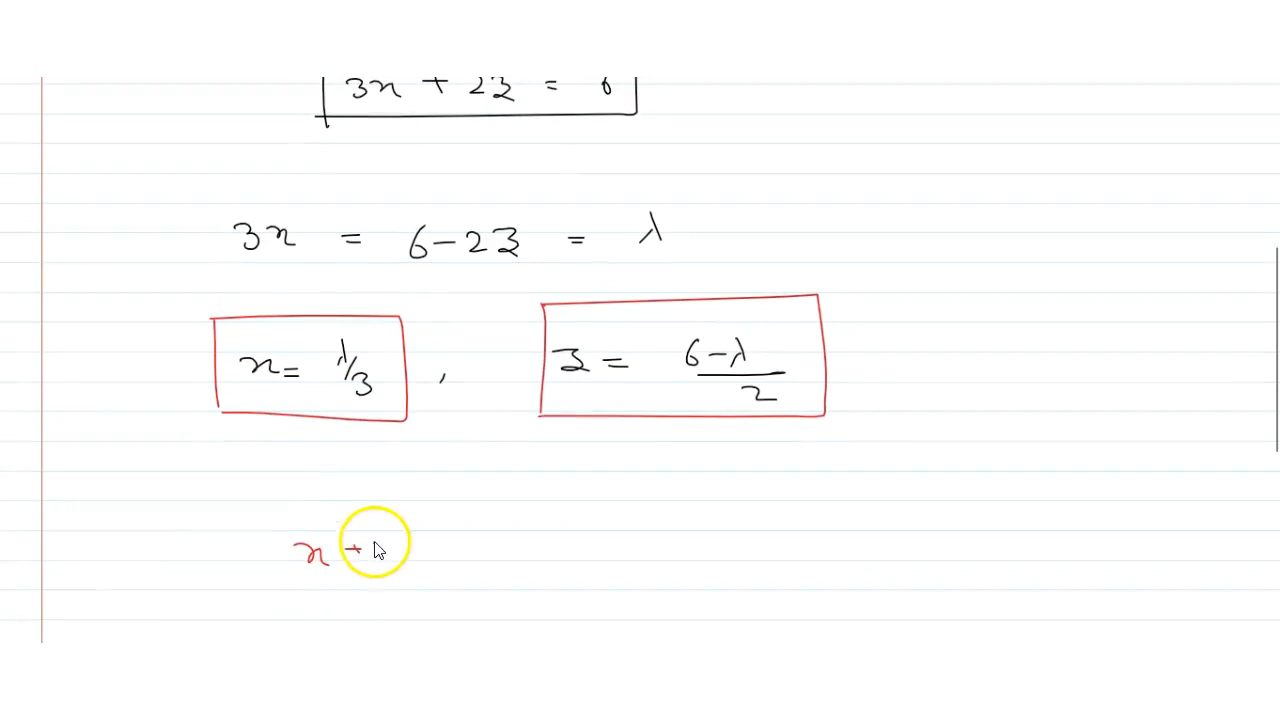 3x + 2z = 6
3x = 6 - 2z = λ
x = λ/3 , z = (6 - λ)/2
x +